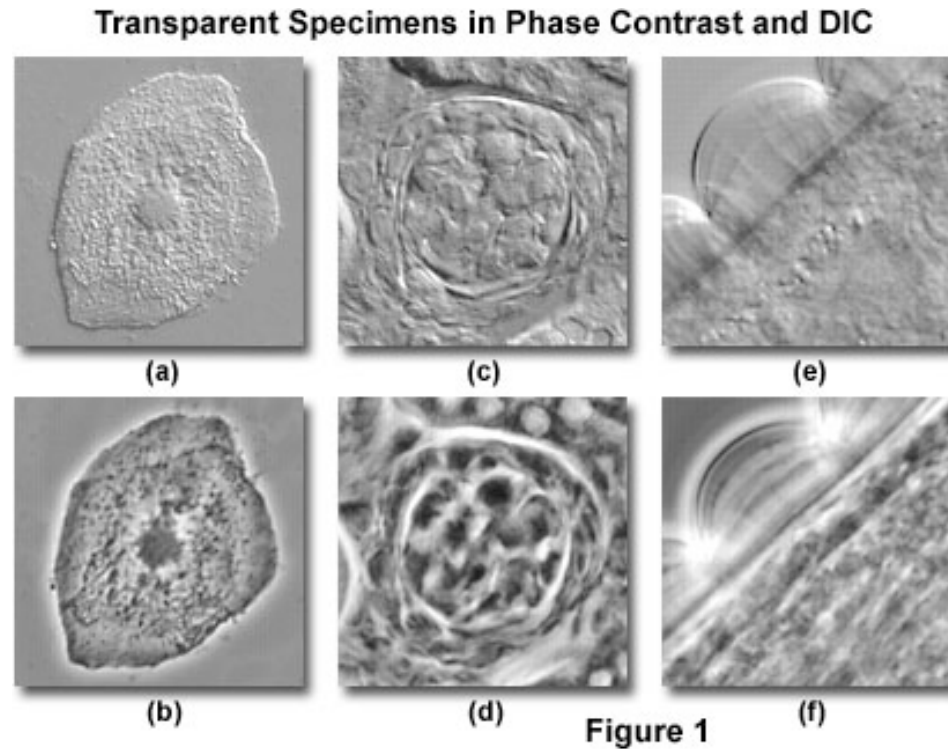 Transparent Specimens in Phase Contrast and DIC
(a)
(c)
(e)
(b)
(d)
(f)
Figure 1